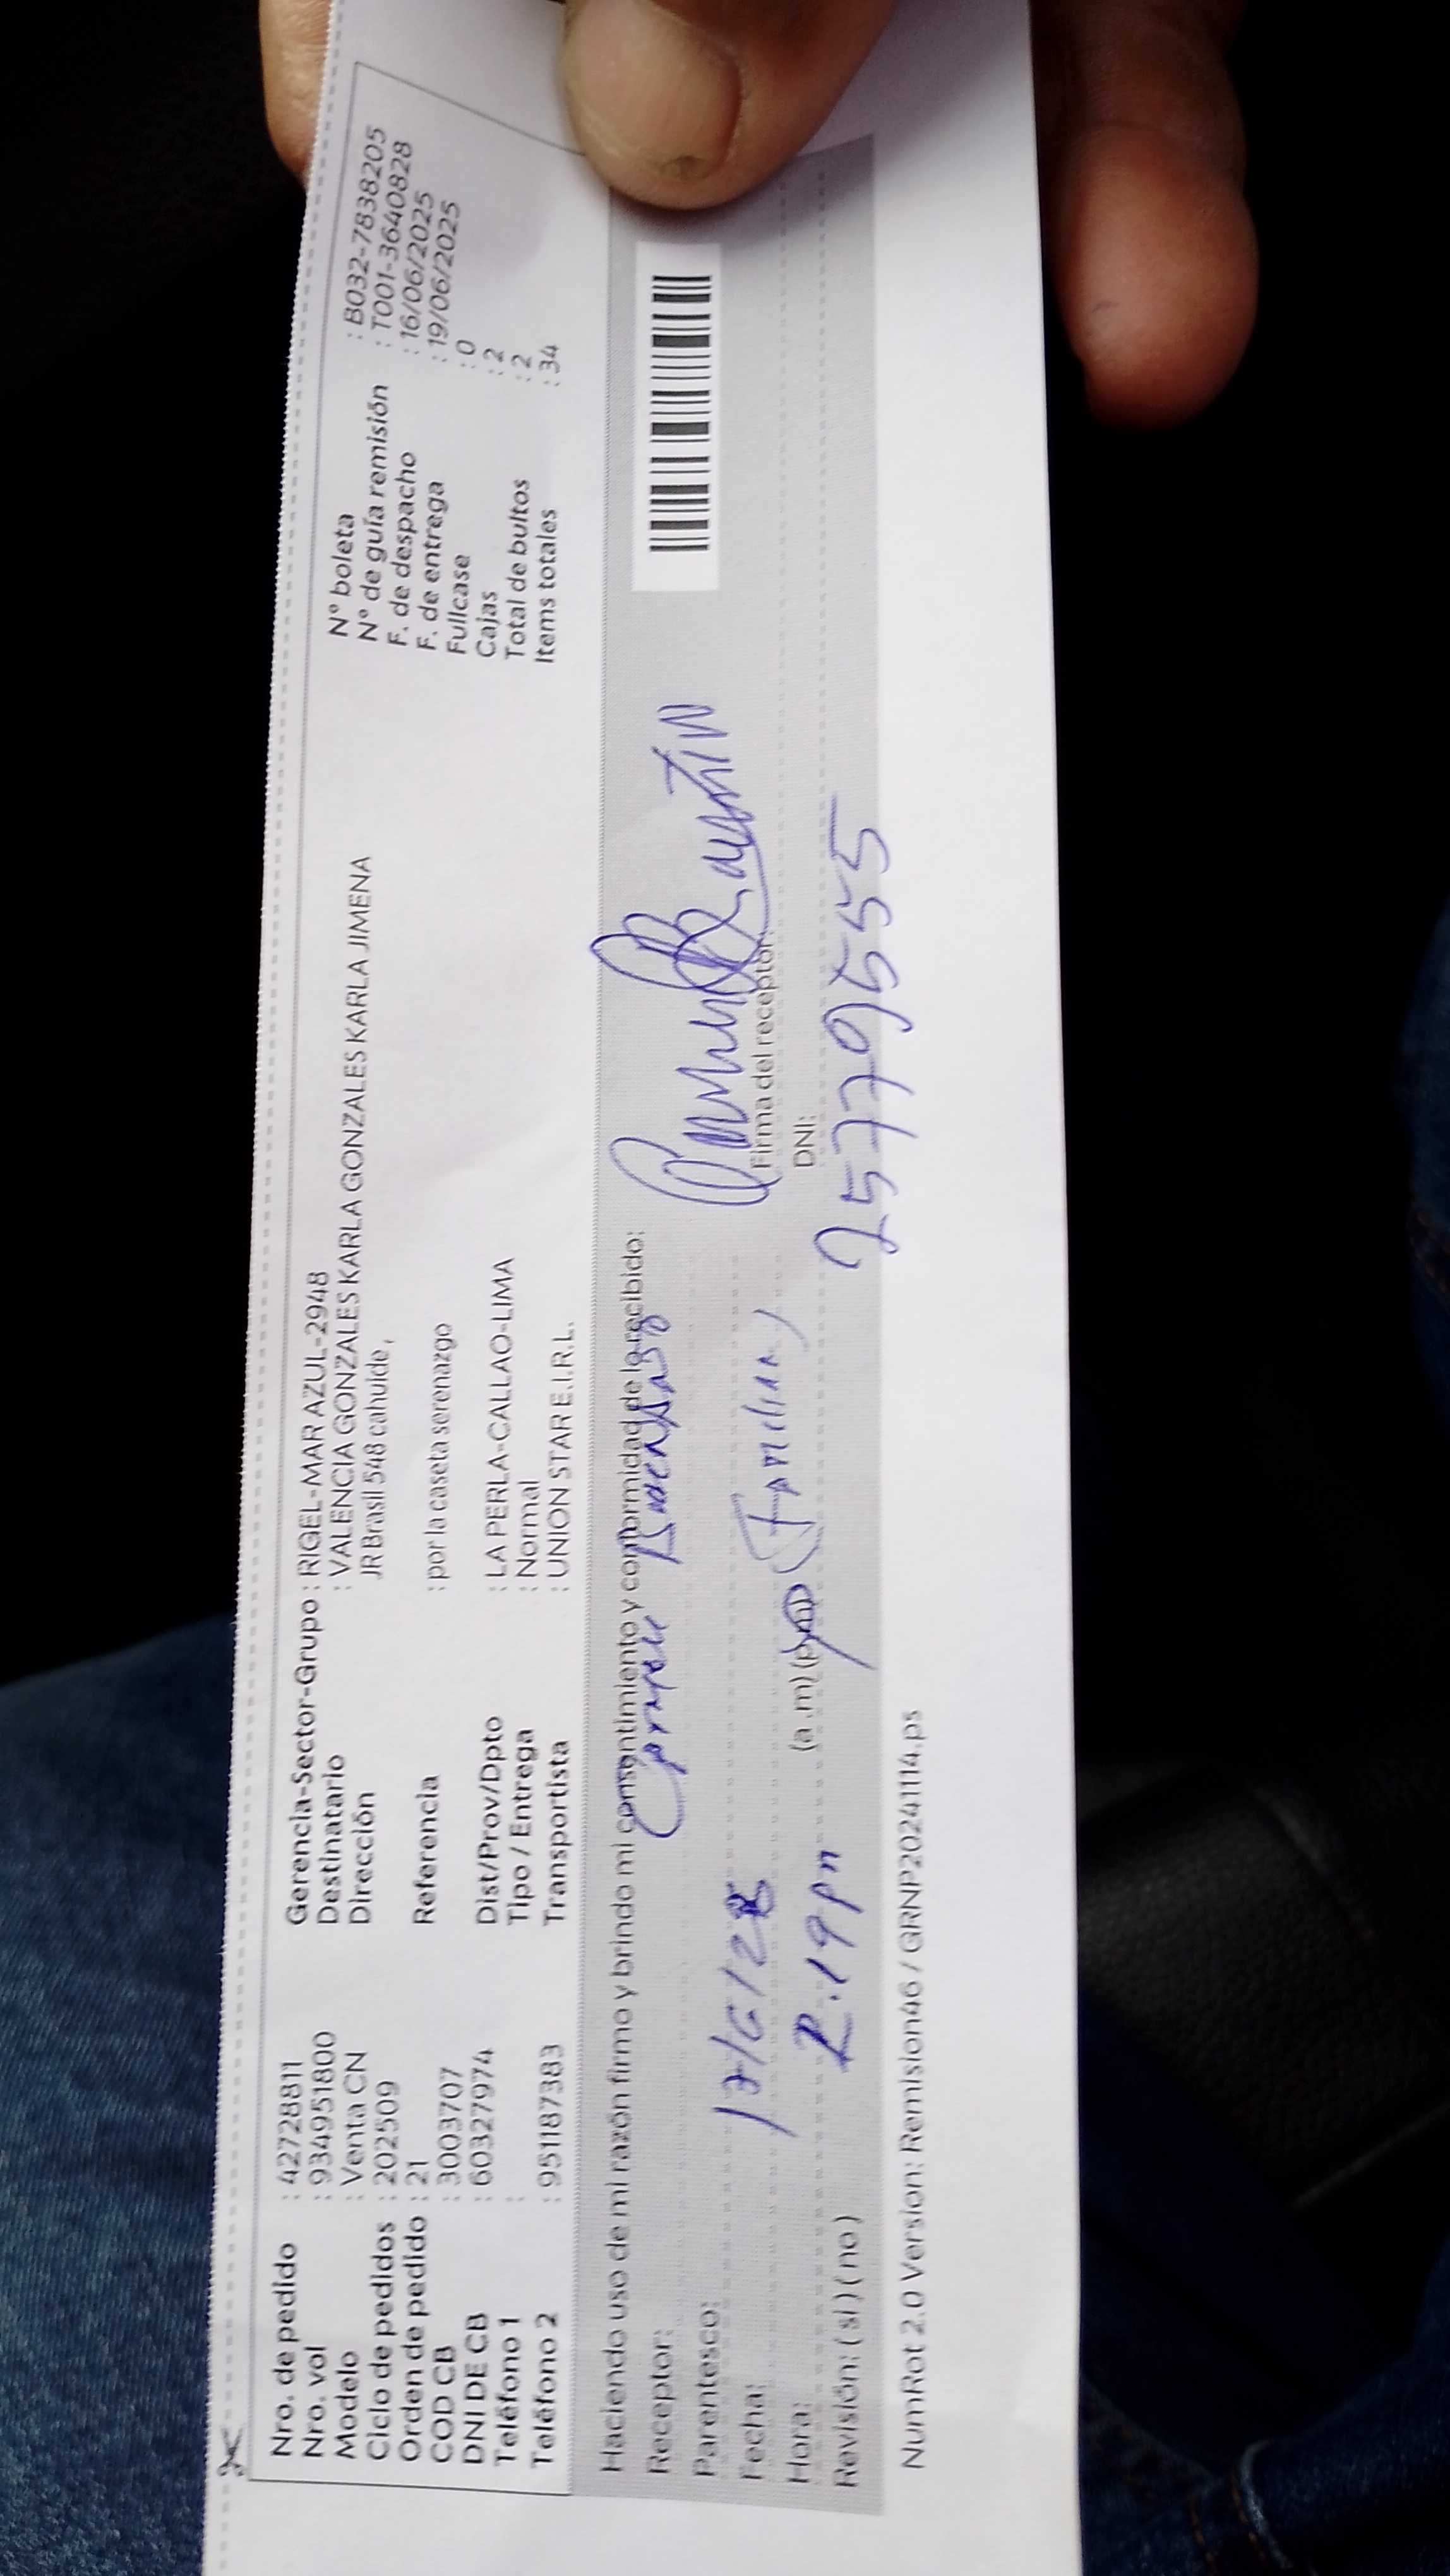 Nro. de pedido : 42728811
Nro. vol : 934951800
Modelo : Venta CN
Ciclo de pedidos : 202509
Orden de pedido : 21
COD CB : 3003707
DNI DE CB : 60327974
Teléfono 1 :
Teléfono 2 : 951187383
Gerencia-Sector-Grupo : RIGEL-MAR AZUL-2948
Destinatario : VALENCIA GONZALES KARLA GONZALES KARLA JIMENA
Dirección JR Brasil 548 cahuide,
Referencia : por la caseta serenazgo
Dist/Prov/Dpto : LA PERLA-CALLAO-LIMA
Tipo / Entrega : Normal
Transportista : UNION STAR E.I.R.L.
N° boleta : B032-7838205
N° de guía remisión : T001-3640828
F. de despacho : 16/06/2025
F. de entrega : 19/06/2025
Fullcase : 0
Cajas : 2
Total de bultos : 2
Items totales : 34
Haciendo uso de mi razón firmo y brindo mi consentimiento y conformidad de lo recibido:
Receptor: Carmen
Parentesco:
Fecha: 17/6/25
Hora: 2.19 pm (a.m) (p.m) (Familiar)
Revisión: (si) (no)
Firma del receptor:
DNI:
25779555
NumRot 2.0 Version: Remision46 / GRNP20241114.ps